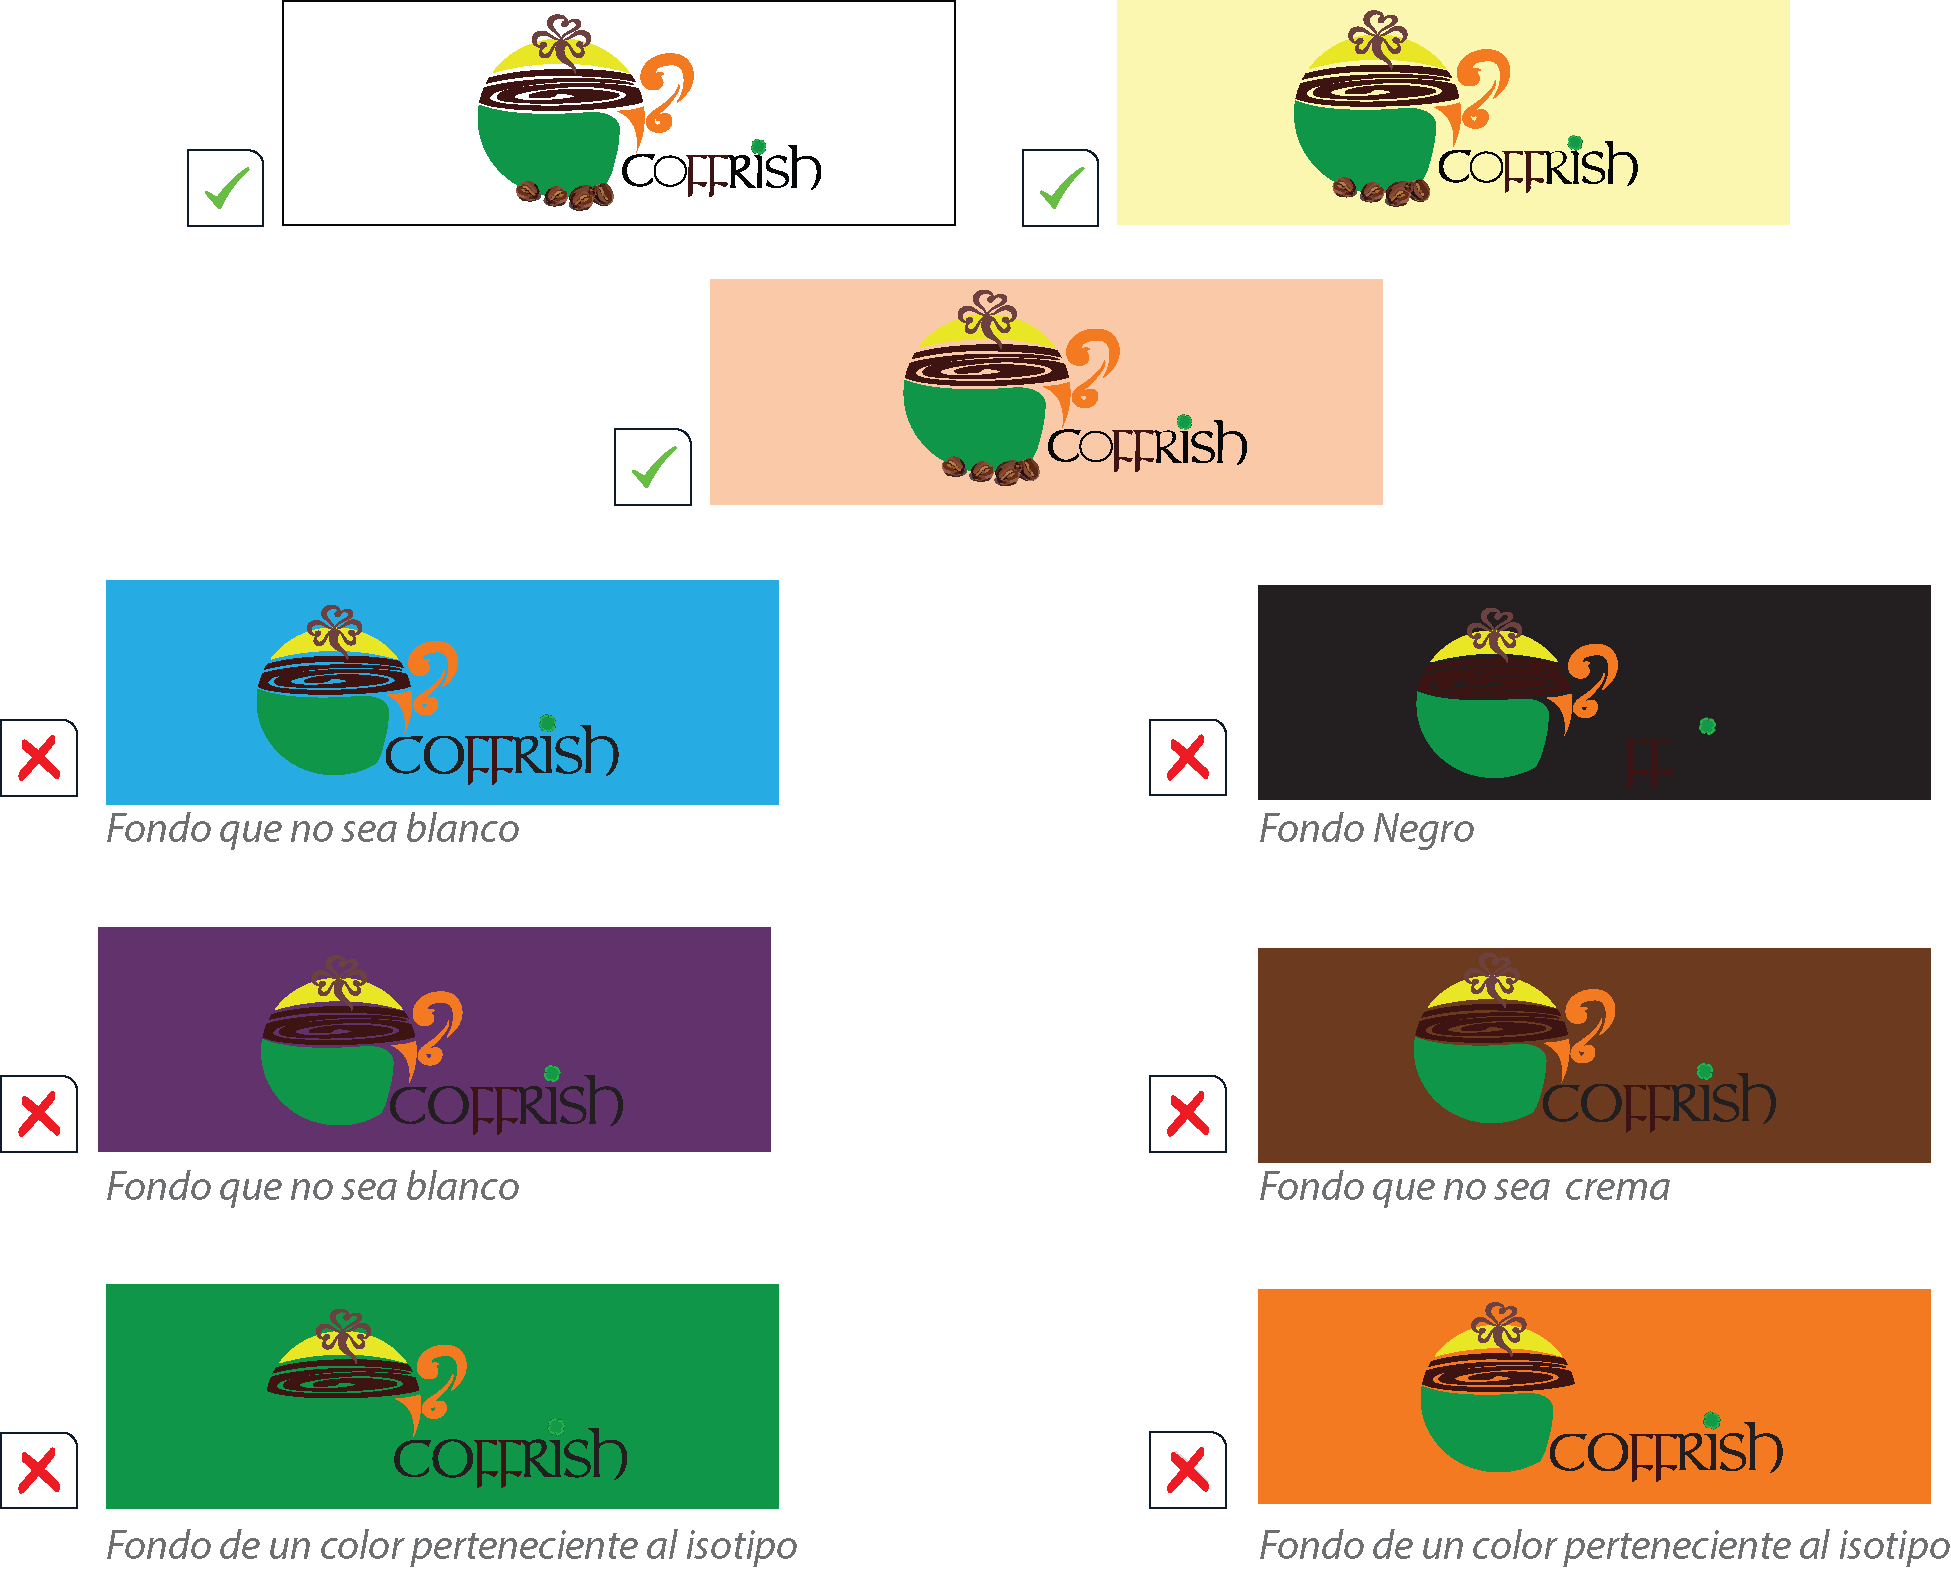 COFFRISH
COFFRISH
COFFRISH
COFFRISH
FF
Fondo que no sea blanco
Fondo Negro
COFFRISH
COFFRISH
Fondo que no sea blanco
Fondo que no sea crema
COFFRISH
COFFRISH
Fondo de un color perteneciente al isotipo
Fondo de un color perteneciente al isotipo